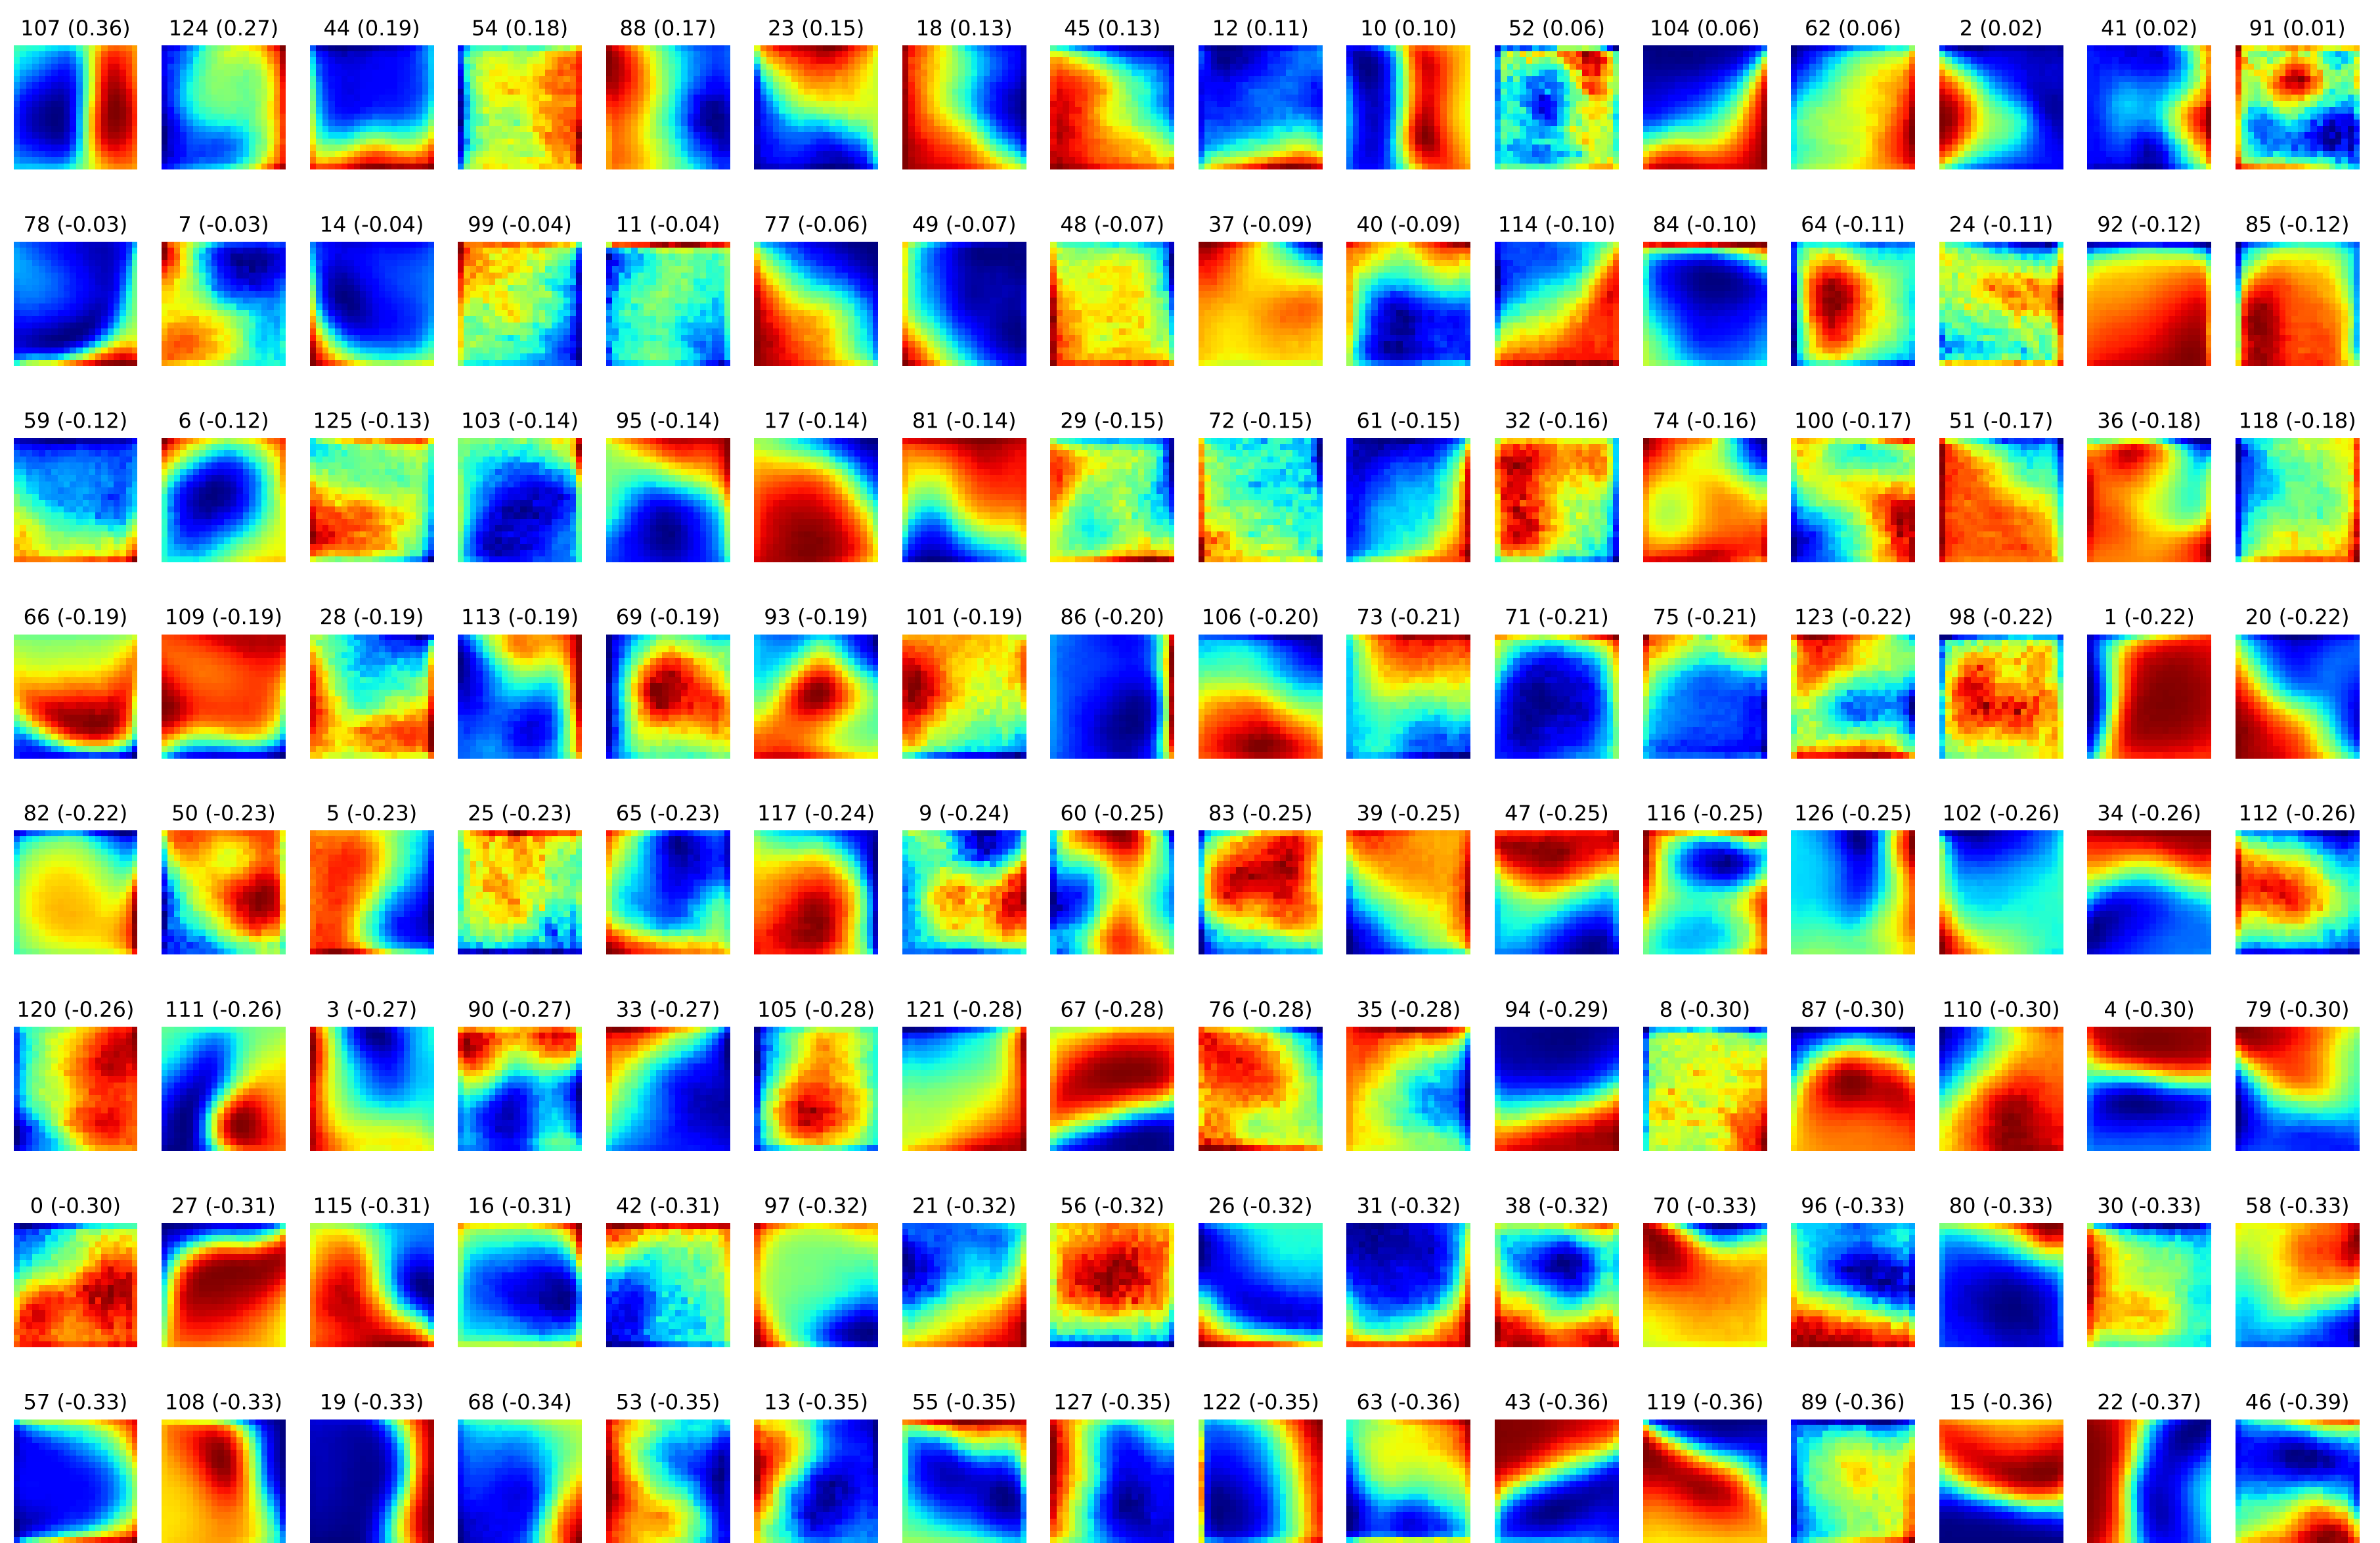 107 (0.36) 124 (0.27) 44 (0.19) 54 (0.18) 88 (0.17) 23 (0.15) 18 (0.13) 45 (0.13) 12 (0.11) 10 (0.10) 52 (0.06) 104 (0.06) 62 (0.06) 2 (0.02) 41 (0.02) 91 (0.01)
78 (-0.03) 7 (-0.03) 14 (-0.04) 99 (-0.04) 11 (-0.04) 77 (-0.06) 49 (-0.07) 48 (-0.07) 37 (-0.09) 40 (-0.09) 114 (-0.10) 84 (-0.10) 64 (-0.11) 24 (-0.11) 92 (-0.12) 85 (-0.12)
59 (-0.12) 6 (-0.12) 125 (-0.13) 103 (-0.14) 95 (-0.14) 17 (-0.14) 81 (-0.14) 29 (-0.15) 72 (-0.15) 61 (-0.15) 32 (-0.16) 74 (-0.16) 100 (-0.17) 51 (-0.17) 36 (-0.18) 118 (-0.18)
66 (-0.19) 109 (-0.19) 28 (-0.19) 113 (-0.19) 69 (-0.19) 93 (-0.19) 101 (-0.19) 86 (-0.20) 106 (-0.20) 73 (-0.21) 71 (-0.21) 75 (-0.21) 123 (-0.22) 98 (-0.22) 1 (-0.22) 20 (-0.22)
82 (-0.22) 50 (-0.23) 5 (-0.23) 25 (-0.23) 65 (-0.23) 117 (-0.24) 9 (-0.24) 60 (-0.25) 83 (-0.25) 39 (-0.25) 47 (-0.25) 116 (-0.25) 126 (-0.25) 102 (-0.26) 34 (-0.26) 112 (-0.26)
120 (-0.26) 111 (-0.26) 3 (-0.27) 90 (-0.27) 33 (-0.27) 105 (-0.28) 121 (-0.28) 67 (-0.28) 76 (-0.28) 35 (-0.28) 94 (-0.29) 8 (-0.30) 87 (-0.30) 110 (-0.30) 4 (-0.30) 79 (-0.30)
0 (-0.30) 27 (-0.31) 115 (-0.31) 16 (-0.31) 42 (-0.31) 97 (-0.32) 21 (-0.32) 56 (-0.32) 26 (-0.32) 31 (-0.32) 38 (-0.32) 70 (-0.33) 96 (-0.33) 80 (-0.33) 30 (-0.33) 58 (-0.33)
57 (-0.33) 108 (-0.33) 19 (-0.33) 68 (-0.34) 53 (-0.35) 13 (-0.35) 55 (-0.35) 127 (-0.35) 122 (-0.35) 63 (-0.36) 43 (-0.36) 119 (-0.36) 89 (-0.36) 15 (-0.36) 22 (-0.37) 46 (-0.39)